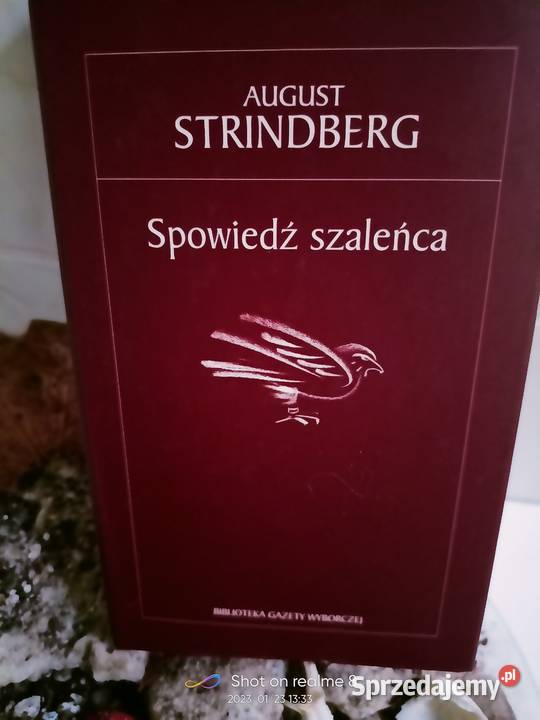 AUGUST
STRINDBERG
Spowiedź szaleńca
BIBLIOTEKA GAZETY WYBORCZEJ
Shot on realme 8
2023. 01. 23 13:33
Sprzedajemy.pl